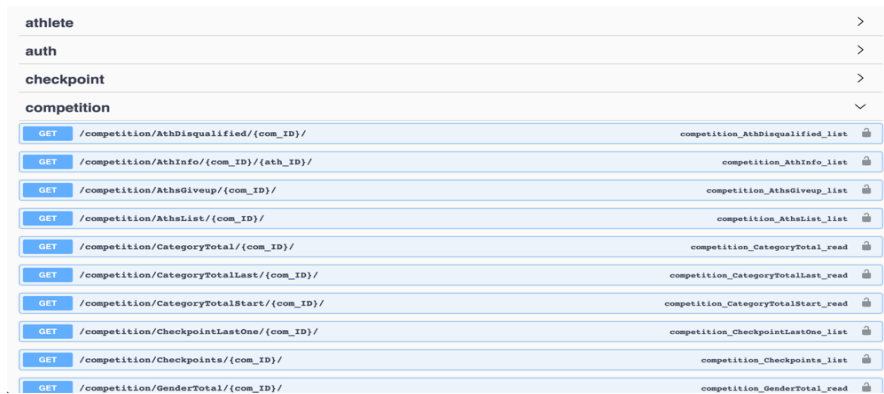 athlete
auth
checkpoint
competition
GET /competition/AthDisqualified/{com_ID}/ competition_AthDisqualified_list
GET /competition/AthInfo/{com_ID}/{ath_ID}/ competition_AthInfo_list
GET /competition/AthsGiveup/{com_ID}/ competition_AthsGiveup_list
GET /competition/AthsList/{com_ID}/ competition_AthsList_list
GET /competition/CategoryTotal/{com_ID}/ competition_CategoryTotal_read
GET /competition/CategoryTotalLast/{com_ID}/ competition_CategoryTotalLast_read
GET /competition/CategoryTotalStart/{com_ID}/ competition_CategoryTotalStart_read
GET /competition/CheckpointLastOne/{com_ID}/ competition_CheckpointLastOne_list
GET /competition/Checkpoints/{com_ID}/ competition_Checkpoints_list
GET /competition/GenderTotal/{com_ID}/ competition_GenderTotal_read